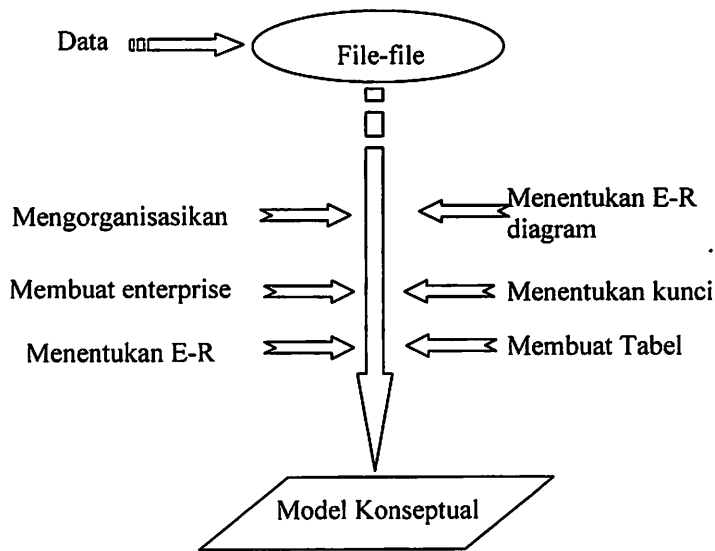 Data
File-file
Mengorganisasikan
Menentukan E-R
diagram
Membuat enterprise
Menentukan kunci
Menentukan E-R
Membuat Tabel
Model Konseptual